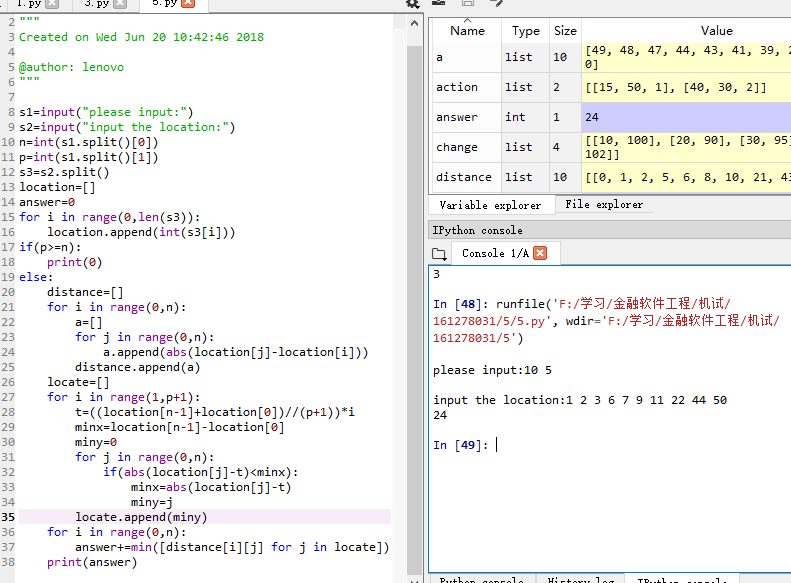 1.py
3.py
5.py
2 """
3 Created on Wed Jun 20 10:42:46 2018
4
5 @author: lenovo
6 """
7
8 s1=input("please input:")
9 s2=input("input the location:")
10 n=int(s1.split()[0])
11 p=int(s1.split()[1])
12 s3=s2.split()
13 location=[]
14 answer=0
15 for i in range(0,len(s3)):
16     location.append(int(s3[i]))
17 if(p>=n):
18     print(0)
19 else:
20     distance=[]
21     for i in range(0,n):
22         a=[]
23         for j in range(0,n):
24             a.append(abs(location[j]-location[i]))
25         distance.append(a)
26     locate=[]
27     for i in range(1,p+1):
28         t=((location[n-1]+location[0])//(p+1))*i
29         minx=location[n-1]-location[0]
30         miny=0
31         for j in range(0,n):
32             if(abs(location[j]-t)<minx):
33                 minx=abs(location[j]-t)
34                 miny=j
35         locate.append(miny)
36     for i in range(0,n):
37         answer+=min([distance[i][j] for j in locate])
38     print(answer)
Name Type Size Value
a list 10 [49, 48, 47, 44, 43, 41, 39, 2
0]
action list 2 [[15, 50, 1], [40, 30, 2]]
answer int 1 24
change list 4 [[10, 100], [20, 90], [30, 95]
102]]
distance list 10 [[0, 1, 2, 5, 6, 8, 10, 21, 43
Variable explorer File explorer
IPython console
Console 1/A
3
In [48]: runfile('F:/学习/金融软件工程/机试/
161278031/5/5.py', wdir='F:/学习/金融软件工程/机试/
161278031/5')
please input:10 5
input the location:1 2 3 6 7 9 11 22 44 50
24
In [49]:
Python console History log IPython console